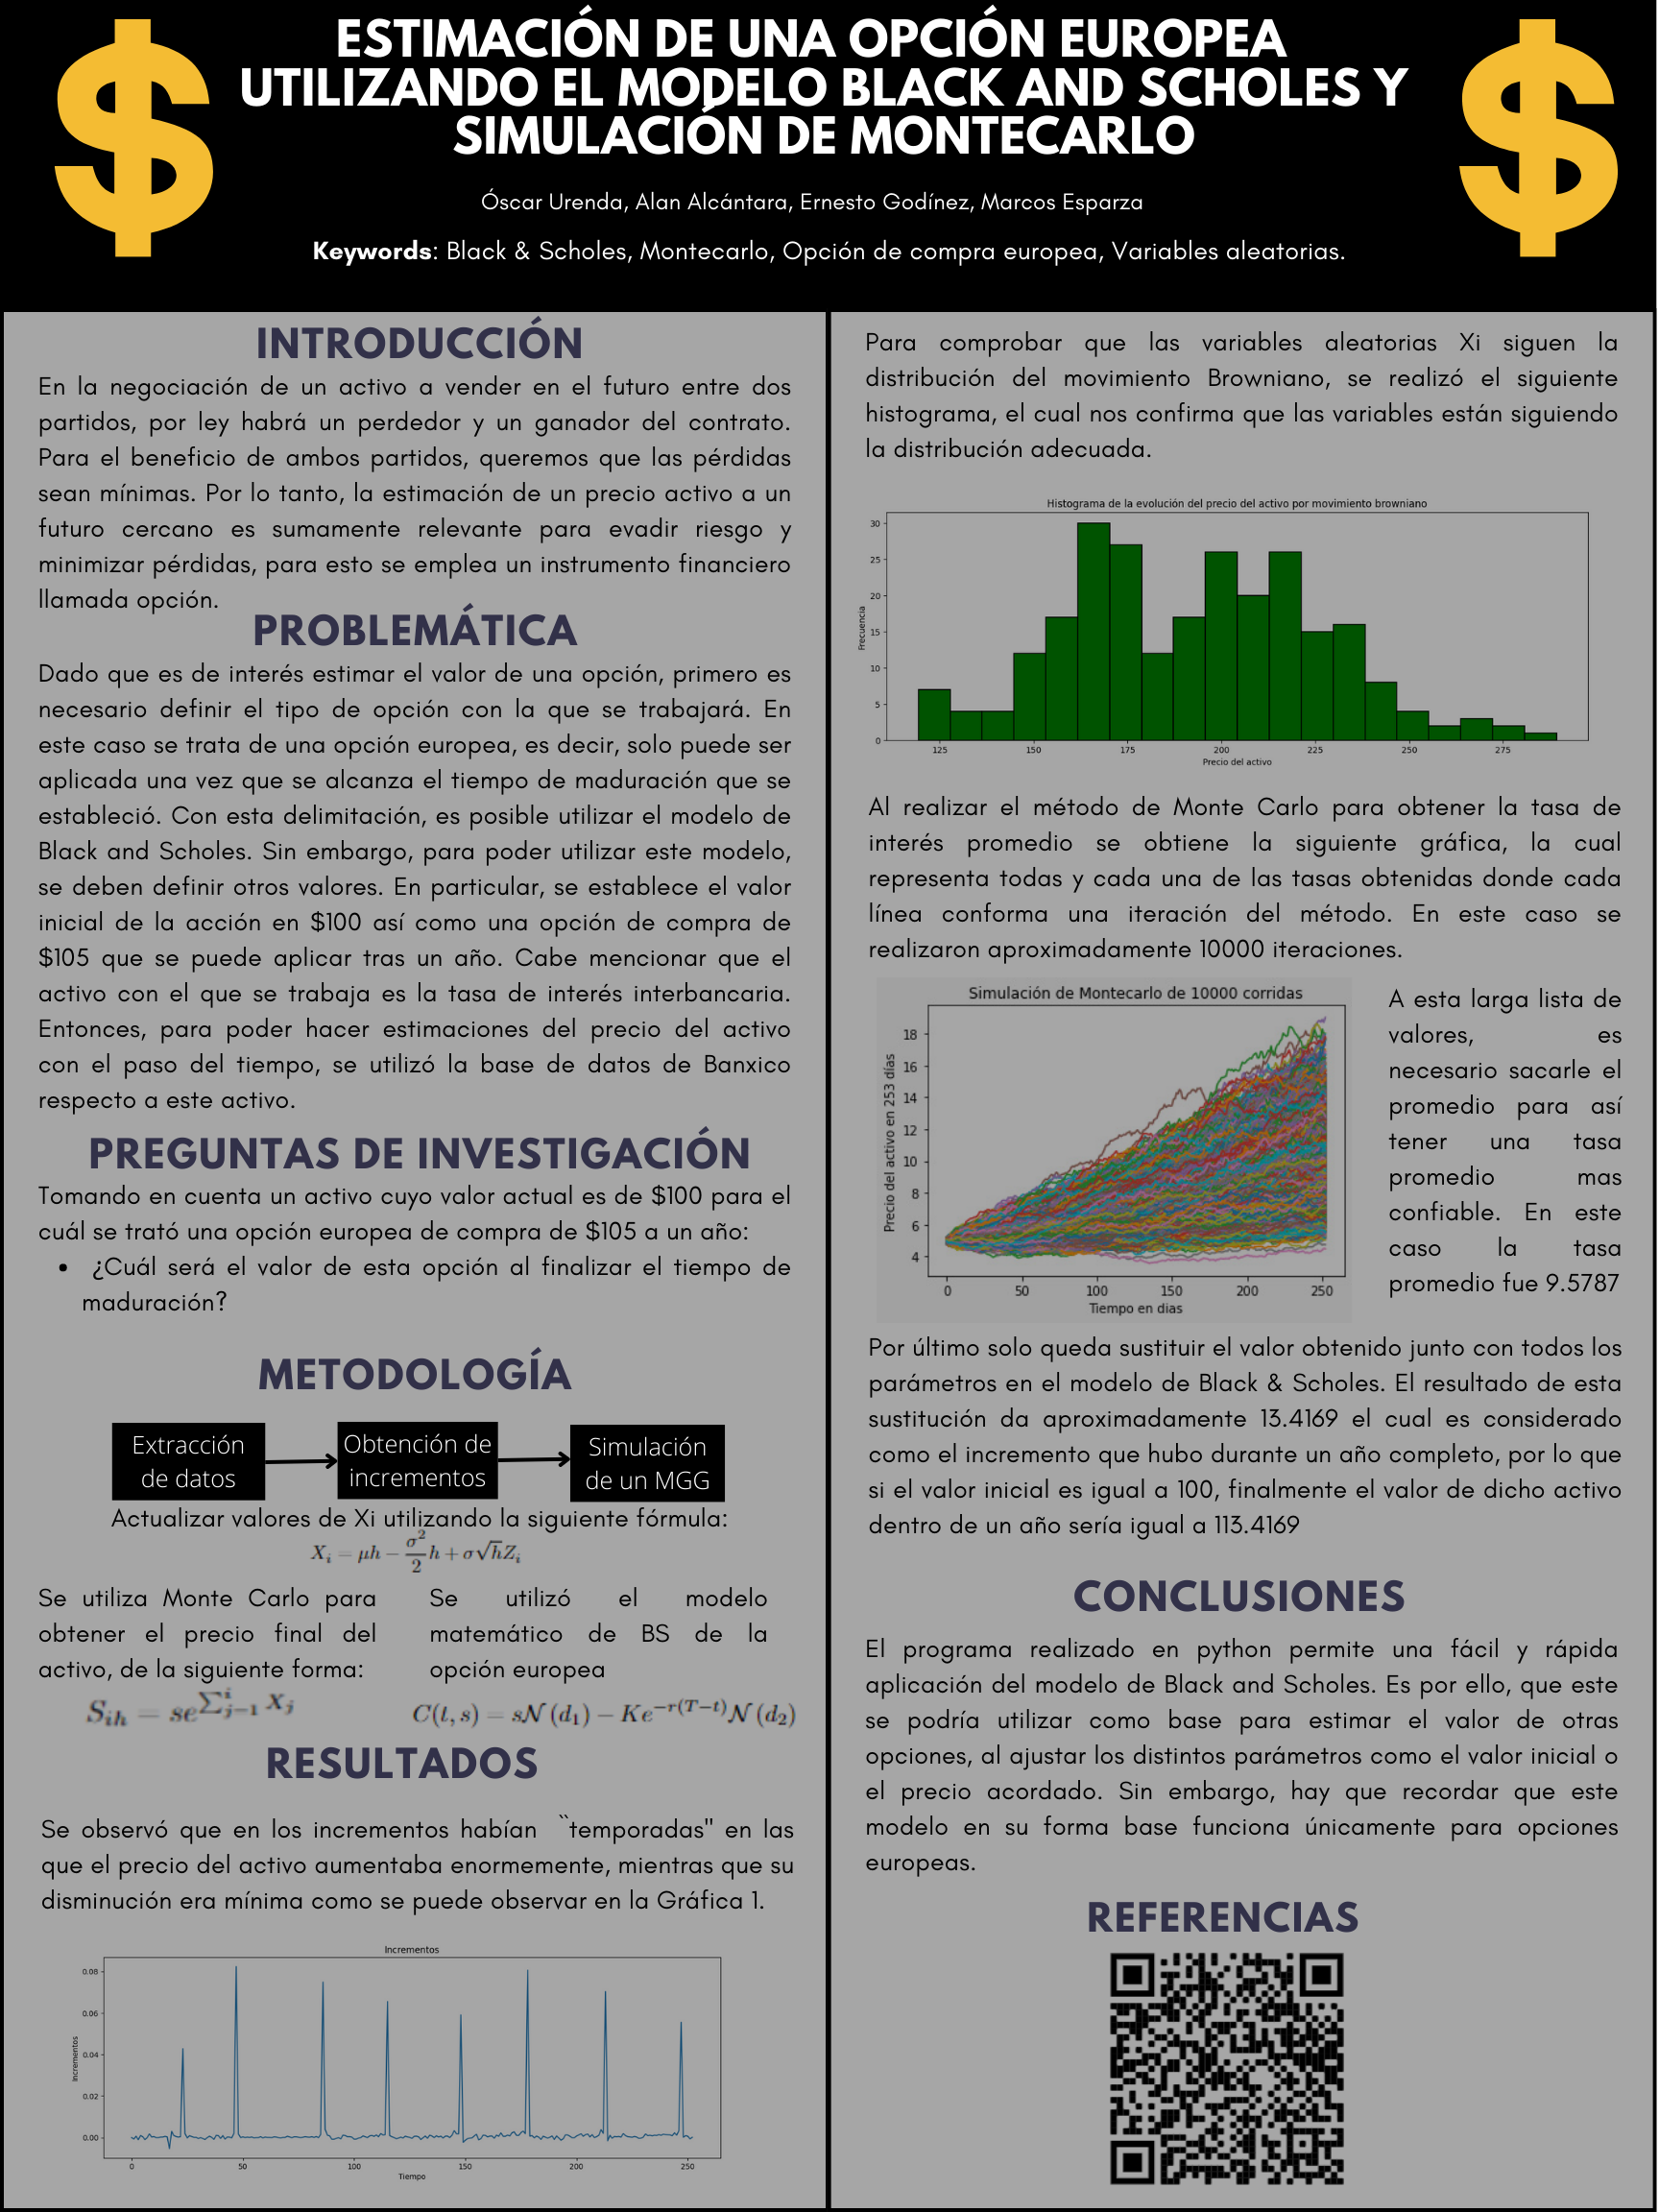 ESTIMACIÓN DE UNA OPCIÓN EUROPEA
UTILIZANDO EL MODELO BLACK AND SCHOLES Y
SIMULACIÓN DE MONTECARLO
Óscar Urenda, Alan Alcántara, Ernesto Godínez, Marcos Esparza
Keywords: Black & Scholes, Montecarlo, Opción de compra europea, Variables aleatorias.
INTRODUCCIÓN
En la negociación de un activo a vender en el futuro entre dos
partidos, por ley habrá un perdedor y un ganador del contrato.
Para el beneficio de ambos partidos, queremos que las pérdidas
sean mínimas. Por lo tanto, la estimación de un precio activo a un
futuro cercano es sumamente relevante para evadir riesgo y
minimizar pérdidas, para esto se emplea un instrumento financiero
llamada opción.
PROBLEMÁTICA
Dado que es de interés estimar el valor de una opción, primero es
necesario definir el tipo de opción con la que se trabajará. En
este caso se trata de una opción europea, es decir, solo puede ser
aplicada una vez que se alcanza el tiempo de maduración que se
estableció. Con esta delimitación, es posible utilizar el modelo de
Black and Scholes. Sin embargo, para poder utilizar este modelo,
se deben definir otros valores. En particular, se establece el valor
inicial de la acción en $100 así como una opción de compra de
$105 que se puede aplicar tras un año. Cabe mencionar que el
activo con el que se trabaja es la tasa de interés interbancaria.
Entonces, para poder hacer estimaciones del precio del activo
con el paso del tiempo, se utilizó la base de datos de Banxico
respecto a este activo.
PREGUNTAS DE INVESTIGACIÓN
Tomando en cuenta un activo cuyo valor actual es de $100 para el
cuál se trató una opción europea de compra de $105 a un año:
• ¿Cuál será el valor de esta opción al finalizar el tiempo de
maduración?
METODOLOGÍA
Extracción
de datos
Obtención de
incrementos
Simulación
de un MGG
Actualizar valores de Xi utilizando la siguiente fórmula:
X_i = μh − σ²/2 h + σ√h Z_i
Se utiliza Monte Carlo para
obtener el precio final del
activo, de la siguiente forma:
S_{ih} = se^{∑_{j=1}^{i} X_j}
Se utilizó el modelo
matemático de BS de la
opción europea
C(t, s) = sN(d₁) − Ke^{−r(T−t)}N(d₂)
RESULTADOS
Se observó que en los incrementos habían ``temporadas" en las
que el precio del activo aumentaba enormemente, mientras que su
disminución era mínima como se puede observar en la Gráfica 1.
Incrementos
Incrementos
0.08
0.06
0.04
0.02
0.00
0 50 100 150 200 250
Tiempo
Para comprobar que las variables aleatorias Xi siguen la
distribución del movimiento Browniano, se realizó el siguiente
histograma, el cual nos confirma que las variables están siguiendo
la distribución adecuada.
Histograma de la evolución del precio del activo por movimiento browniano
Frecuencia
30
25
20
15
10
5
0
125 150 175 200 225 250 275
Precio del activo
Al realizar el método de Monte Carlo para obtener la tasa de
interés promedio se obtiene la siguiente gráfica, la cual
representa todas y cada una de las tasas obtenidas donde cada
línea conforma una iteración del método. En este caso se
realizaron aproximadamente 10000 iteraciones.
Simulación de Montecarlo de 10000 corridas
Precio del activo en 253 días
18
16
14
12
10
8
6
4
0 50 100 150 200 250
Tiempo en dias
A esta larga lista de
valores, es
necesario sacarle el
promedio para así
tener una tasa
promedio mas
confiable. En este
caso la tasa
promedio fue 9.5787
Por último solo queda sustituir el valor obtenido junto con todos los
parámetros en el modelo de Black & Scholes. El resultado de esta
sustitución da aproximadamente 13.4169 el cual es considerado
como el incremento que hubo durante un año completo, por lo que
si el valor inicial es igual a 100, finalmente el valor de dicho activo
dentro de un año sería igual a 113.4169
CONCLUSIONES
El programa realizado en python permite una fácil y rápida
aplicación del modelo de Black and Scholes. Es por ello, que este
se podría utilizar como base para estimar el valor de otras
opciones, al ajustar los distintos parámetros como el valor inicial o
el precio acordado. Sin embargo, hay que recordar que este
modelo en su forma base funciona únicamente para opciones
europeas.
REFERENCIAS